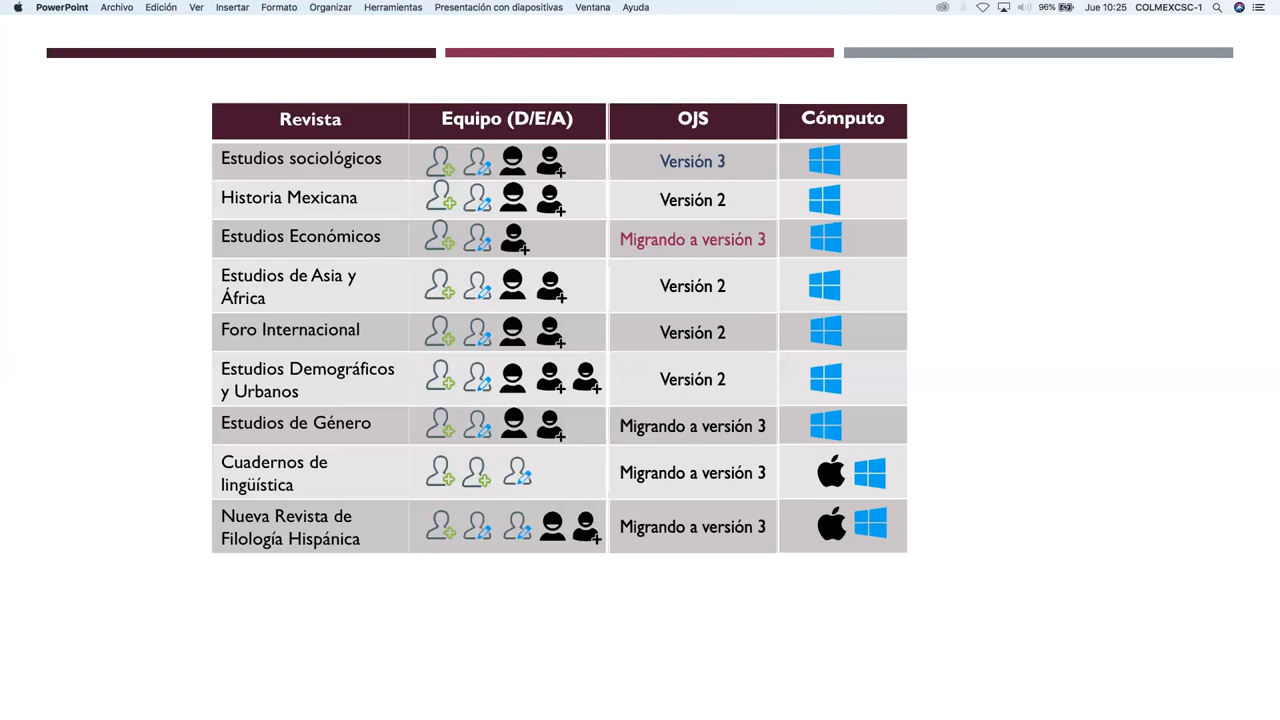 PowerPoint Archivo Edición Ver Insertar Formato Organizar Herramientas Presentación con diapositivas Ventana Ayuda 96% Jue 10:25 COLMEXCSC-1
Revista Equipo (D/E/A) OJS Cómputo
Estudios sociológicos Versión 3
Historia Mexicana Versión 2
Estudios Económicos Migrando a versión 3
Estudios de Asia y
África Versión 2
Foro Internacional Versión 2
Estudios Demográficos
y Urbanos Versión 2
Estudios de Género Migrando a versión 3
Cuadernos de
lingüística Migrando a versión 3
Nueva Revista de
Filología Hispánica Migrando a versión 3